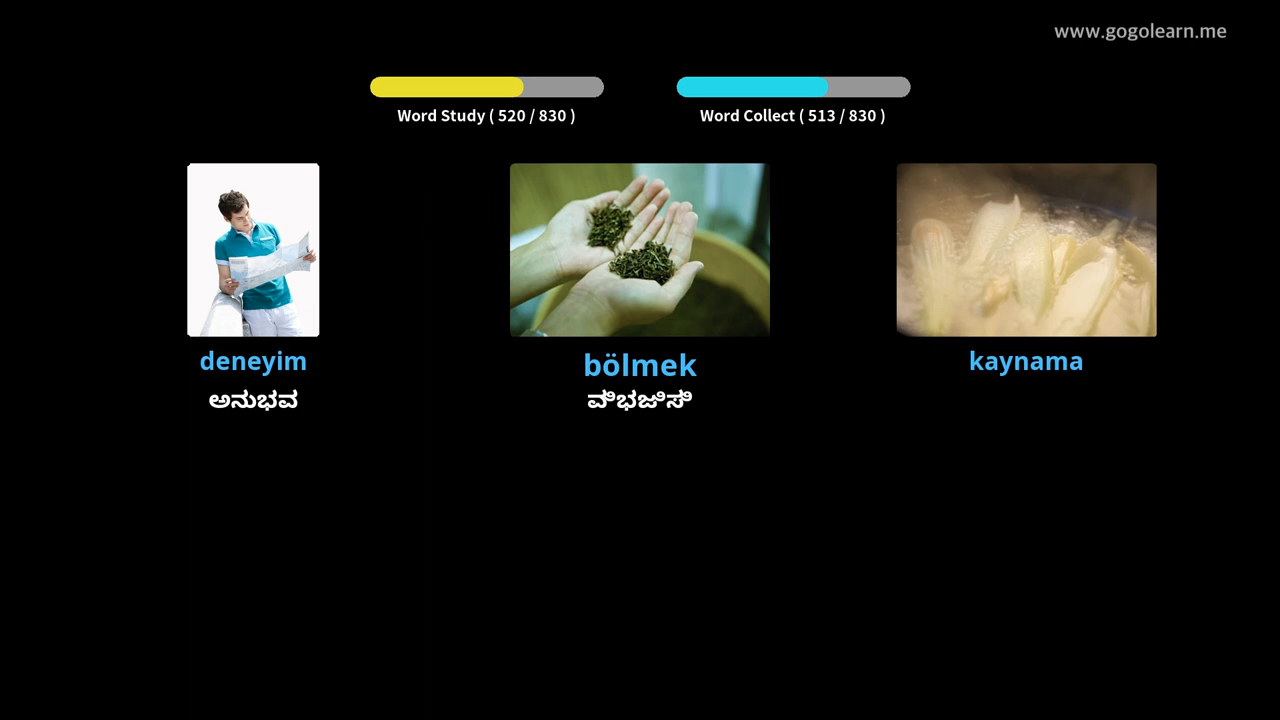 www.gogolearn.me
Word Study ( 520 / 830 )
Word Collect ( 513 / 830 )
deneyim
bölmek
kaynama
ಅನುಭವ
ವಿಭಜಿಸಿ